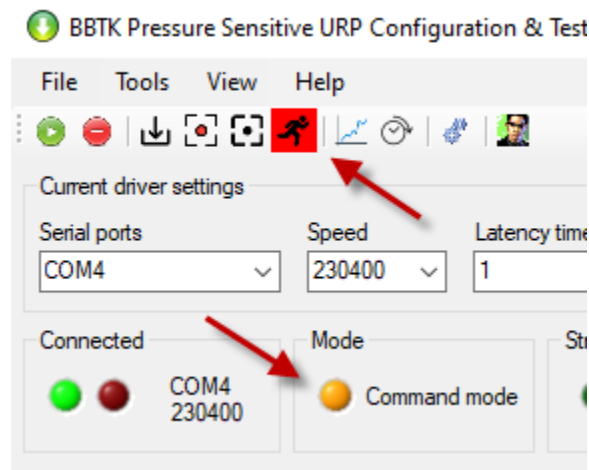 BBTK Pressure Sensitive URP Configuration & Test
File Tools View Help
Current driver settings
Serial ports Speed Latency time
COM4 230400 1
Connected Mode
COM4
230400
Command mode